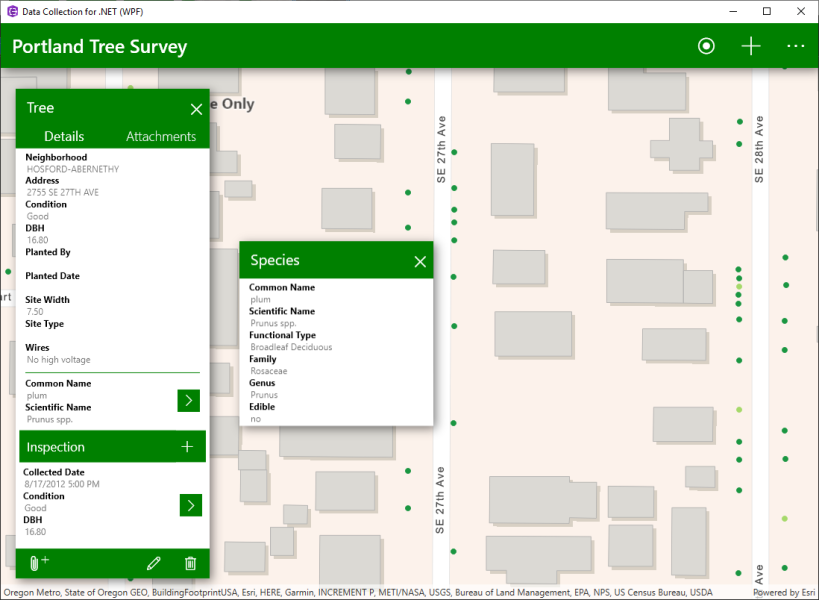 Data Collection for .NET (WPF)
Portland Tree Survey
e Only
Tree
Details Attachments
Neighborhood
HOSFORD-ABERNETHY
Address
2755 SE 27TH AVE
Condition
Good
DBH
16.80
Planted By
Planted Date
Site Width
7.50
Site Type
Wires
No high voltage
Common Name
plum
Scientific Name
Prunus spp.
Inspection
Collected Date
8/17/2012 5:00 PM
Condition
Good
DBH
16.80
Species
Common Name
plum
Scientific Name
Prunus spp.
Functional Type
Broadleaf Deciduous
Family
Rosaceae
Genus
Prunus
Edible
no
SE 27th Ave
SE 28th Ave
SE 27th Ave
Ave
art
Oregon Metro, State of Oregon GEO, BuildingFootprintUSA, Esri, HERE, Garmin, INCREMENT P, METI/NASA, USGS, Bureau of Land Management, EPA, NPS, US Census Bureau, USDA
Powered by Esri